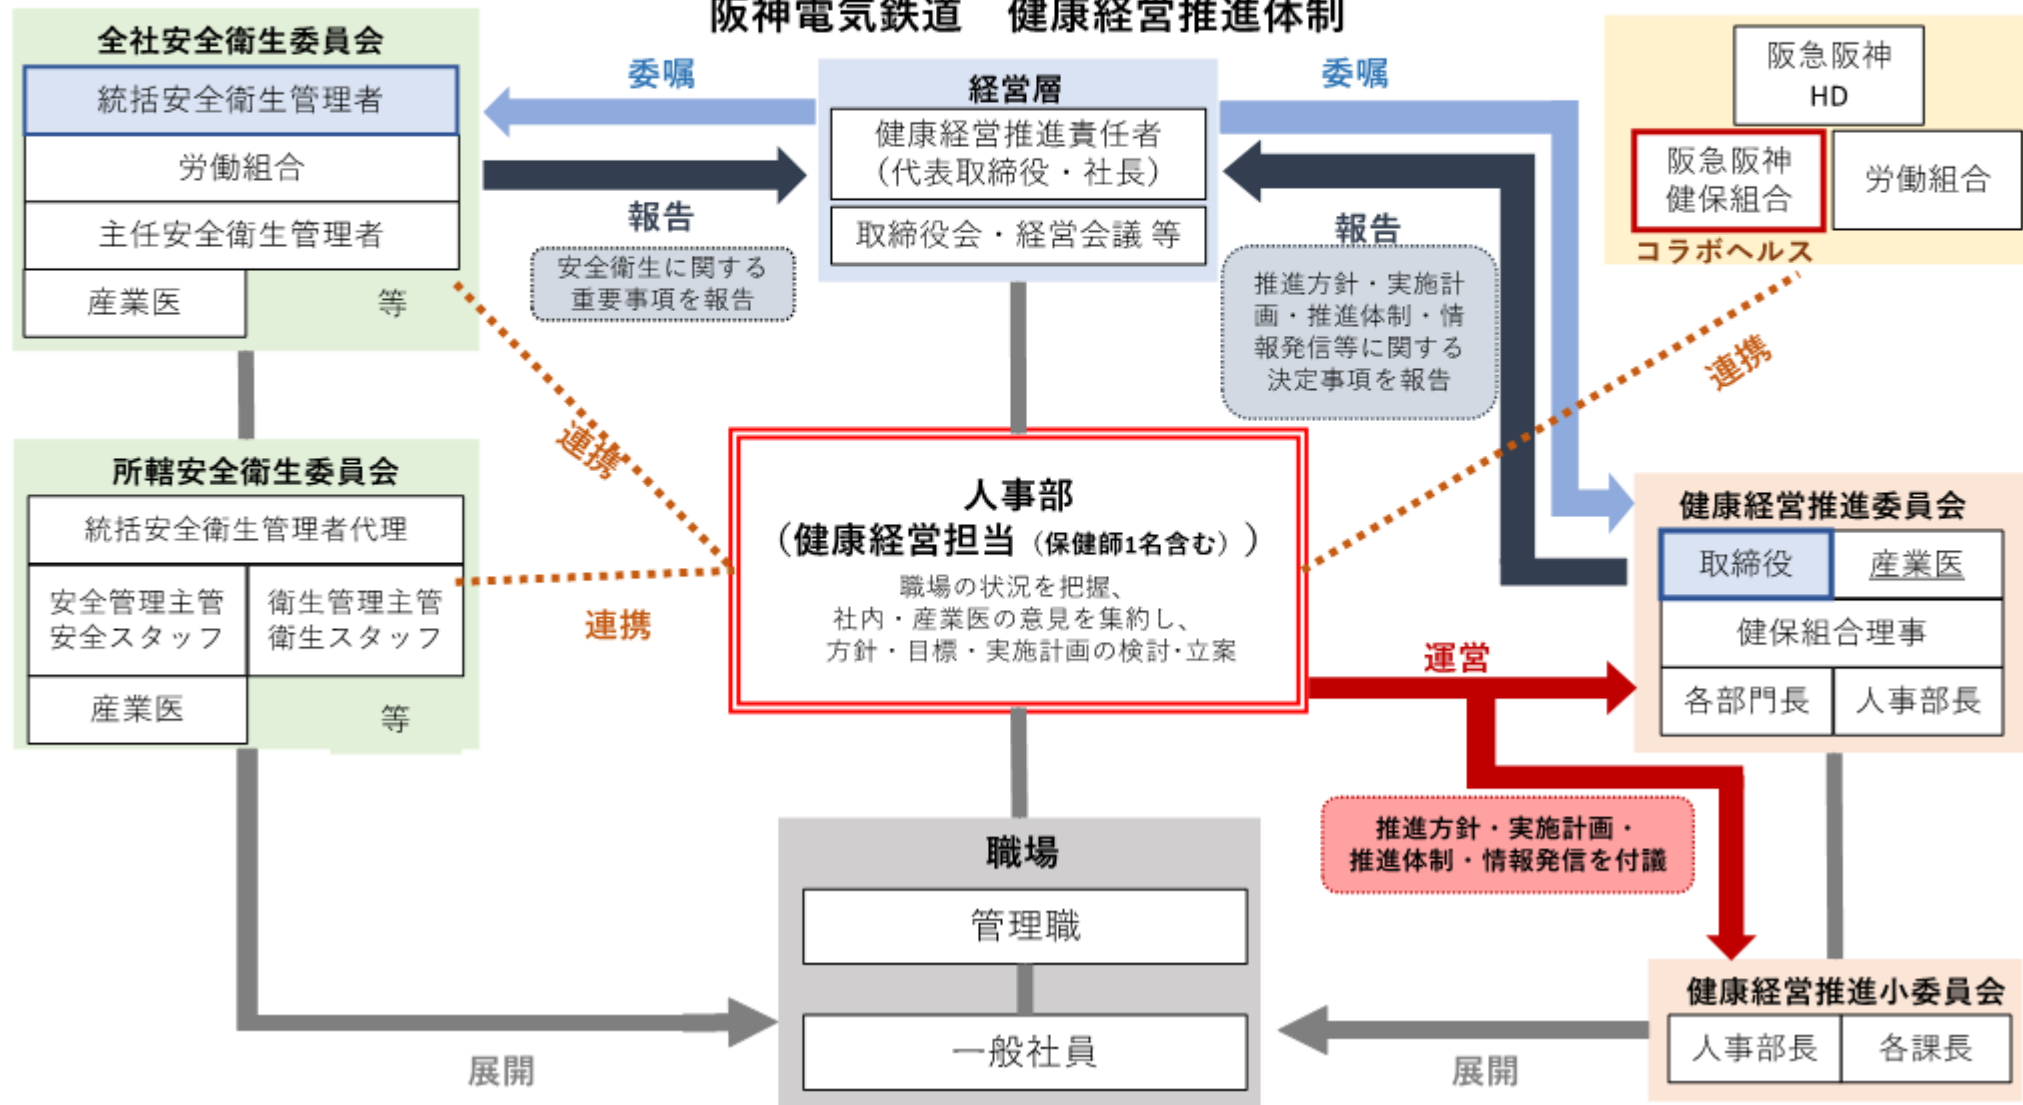 阪神電気鉄道　健康経営推進体制
全社安全衛生委員会
統括安全衛生管理者
労働組合
主任安全衛生管理者
産業医
等
委嘱
報告
安全衛生に関する
重要事項を報告
経営層
健康経営推進責任者
（代表取締役・社長）
取締役会・経営会議 等
委嘱
報告
推進方針・実施計
画・推進体制・情
報発信等に関する
決定事項を報告
阪急阪神
HD
阪急阪神
健保組合
労働組合
コラボヘルス
連携
連携
連携
所轄安全衛生委員会
統括安全衛生管理者代理
安全管理主管
安全スタッフ
衛生管理主管
衛生スタッフ
産業医
等
人事部
（健康経営担当（保健師1名含む））
職場の状況を把握、
社内・産業医の意見を集約し、
方針・目標・実施計画の検討・立案
健康経営推進委員会
取締役
産業医
健保組合理事
各部門長
人事部長
運営
推進方針・実施計画・
推進体制・情報発信を付議
職場
管理職
一般社員
展開
展開
健康経営推進小委員会
人事部長
各課長